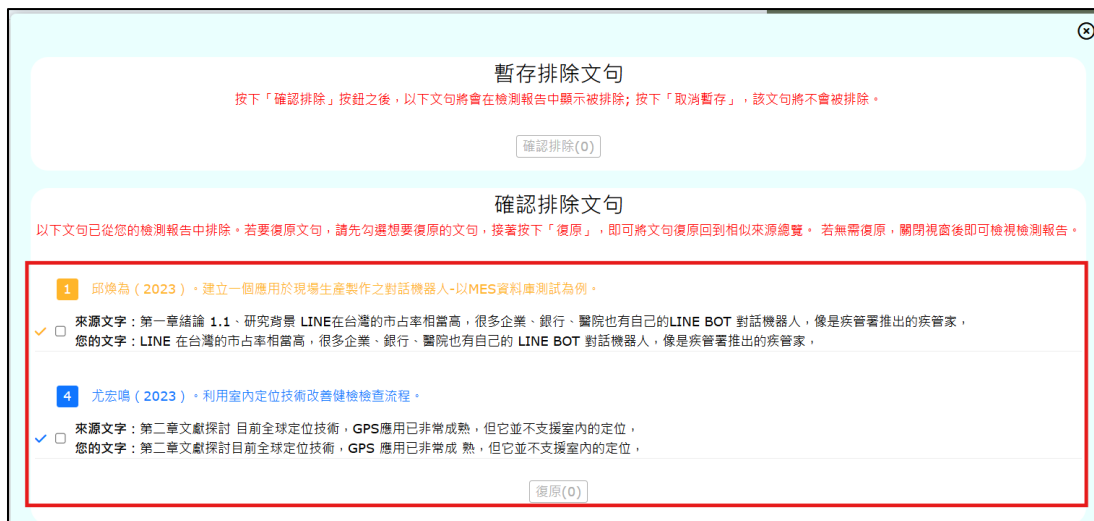 暫存排除文句
按下「確認排除」按鈕之後，以下文句將會在檢測報告中顯示被排除; 按下「取消暫存」，該文句將不會被排除。
確認排除(0)
確認排除文句
以下文句已從您的檢測報告中排除。若要復原文句，請先勾選想要復原的文句，接著按下「復原」，即可將文句復原回到相似來源總覽。 若無需復原，關閉視窗後即可檢視檢測報告。
1 邱煥為（2023）。建立一個應用於現場生產製作之對話機器人-以MES資料庫測試為例。
來源文字：第一章緒論 1.1、研究背景 LINE在台灣的市占率相當高，很多企業、銀行、醫院也有自己的LINE BOT 對話機器人，像是疾管署推出的疾管家，
您的文字：LINE 在台灣的市占率相當高，很多企業、銀行、醫院也有自己的 LINE BOT 對話機器人，像是疾管署推出的疾管家，
4 尤宏鳴（2023）。利用室內定位技術改善健檢檢查流程。
來源文字：第二章文獻探討 目前全球定位技術，GPS應用已非常成熟，但它並不支援室內的定位，
您的文字：第二章文獻探討目前全球定位技術，GPS 應用已非常成 熟，但它並不支援室內的定位，
復原(0)